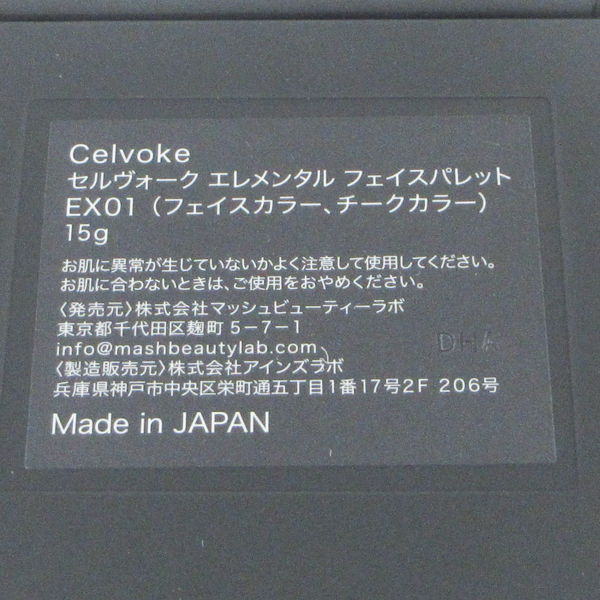 Celvoke
セルヴォーク エレメンタル フェイスパレット
EX01（フェイスカラー、チークカラー）
15g
お肌に異常が生じていないかよく注意して使用してください。
お肌に合わないときは、ご使用をおやめください。
〈発売元〉株式会社マッシュビューティーラボ
東京都千代田区麹町 5-7-1
info@mashbeautylab.com
〈製造販売元〉株式会社アインズラボ
兵庫県神戸市中央区栄町通五丁目1番17号2F 206号
Made in JAPAN